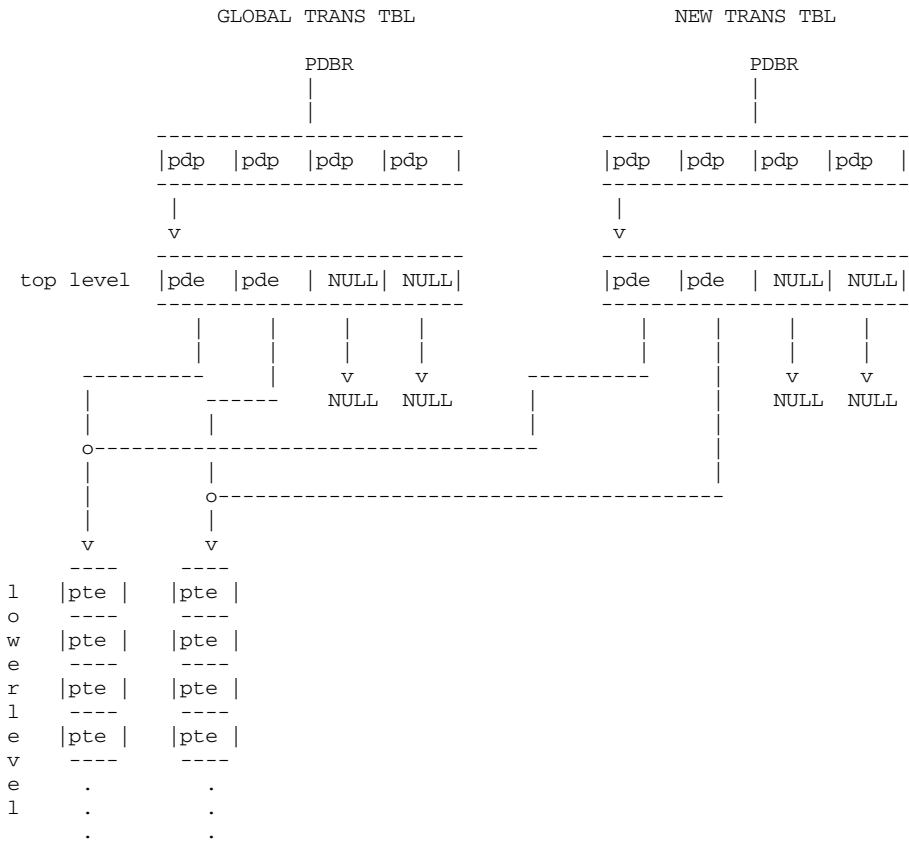 GLOBAL TRANS TBL NEW TRANS TBL
PDBR PDBR
|pdp |pdp |pdp |pdp | |pdp |pdp |pdp |pdp |
v v
top level |pde |pde | NULL| NULL| |pde |pde | NULL| NULL|
v v v v
NULL NULL NULL NULL
o
o
v v
l |pte | |pte |
o
w |pte | |pte |
e
r |pte | |pte |
l
e |pte | |pte |
v
e . .
l . .
. .